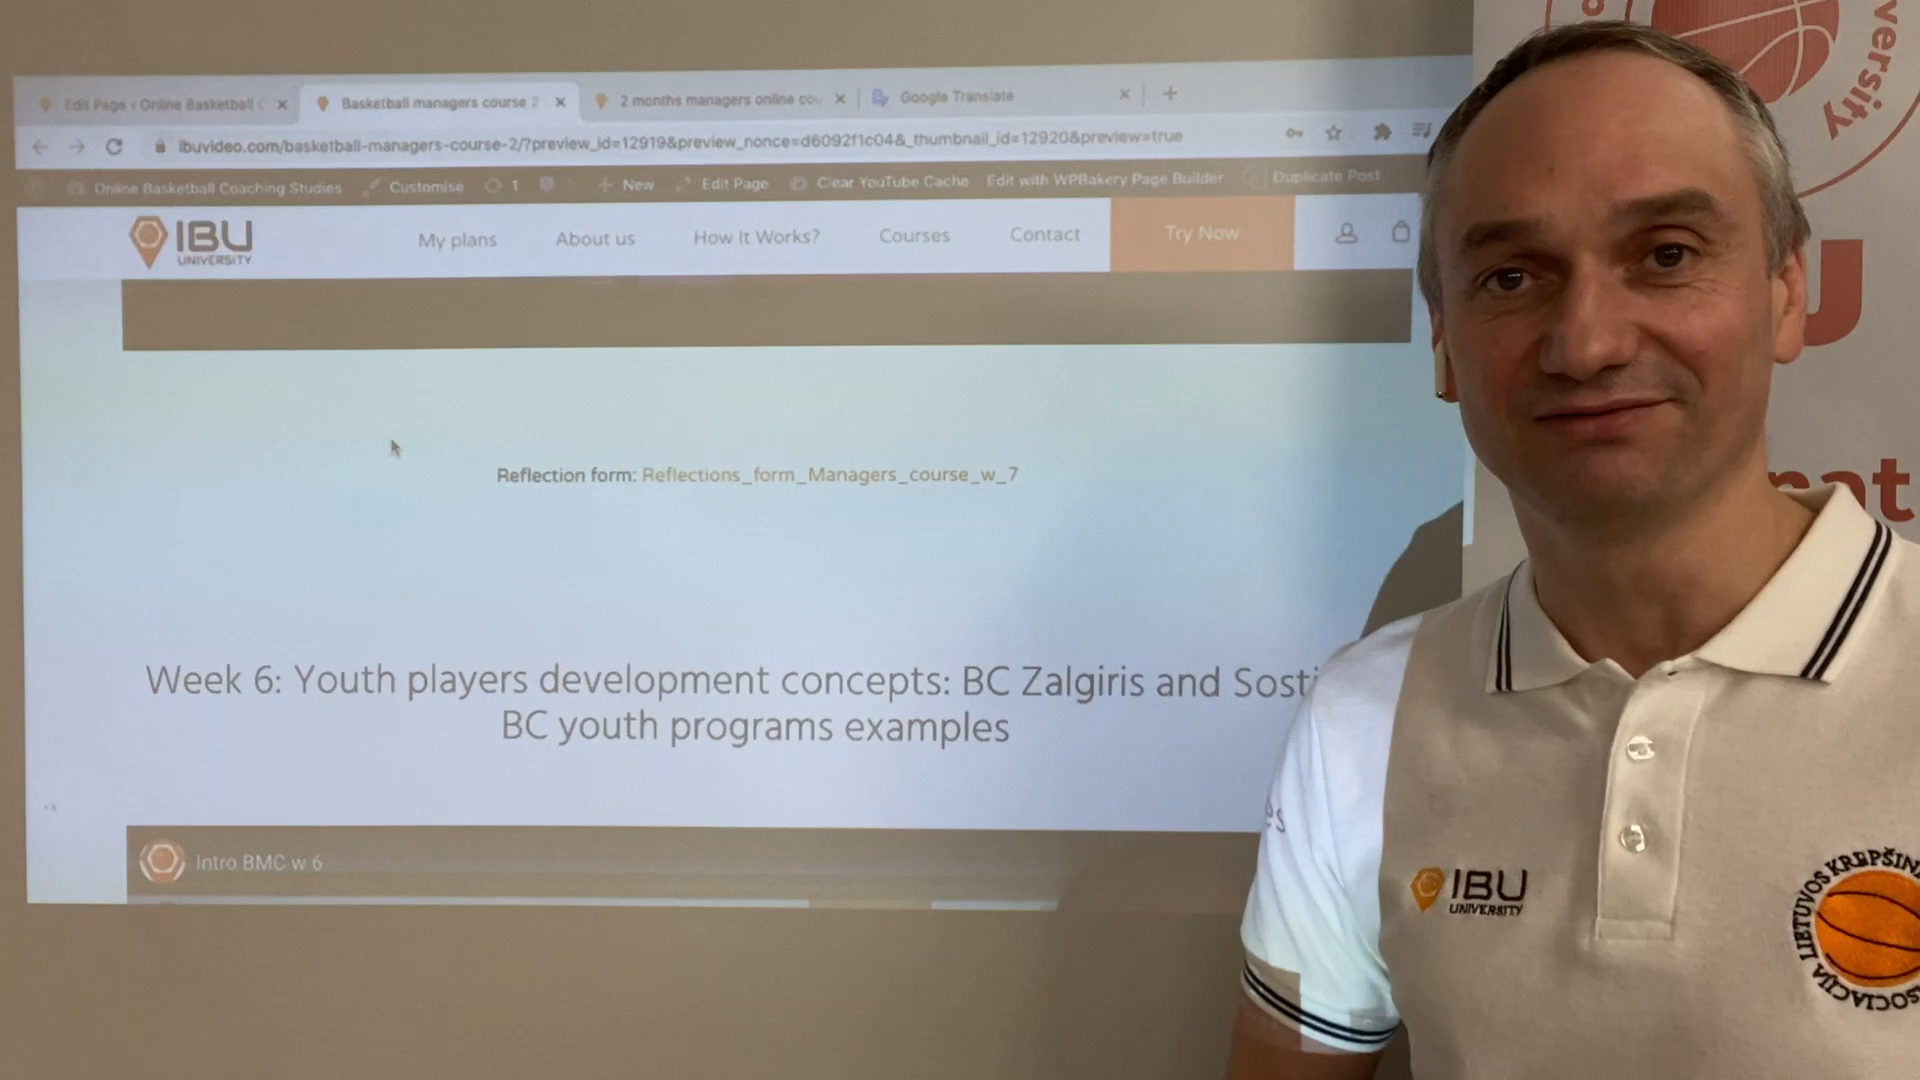 Edit Page ‹ Online Basketball C
Basketball managers course 2
2 months managers online cou
Google Translate
ibuvideo.com/basketball-managers-course-2/?preview_id=12919&preview_nonce=d6092f1c04&_thumbnail_id=12920&preview=true
Online Basketball Coaching Studies
Customise
1
New
Edit Page
Clear YouTube Cache
Edit with WPBakery Page Builder
Duplicate Post
IBU
UNIVERSITY
My plans
About us
How It Works?
Courses
Contact
Try Now
Reflection form: Reflections_form_Managers_course_w_7
Week 6: Youth players development concepts: BC Zalgiris and Sosti
BC youth programs examples
Intro BMC w 6
versity
U
nat
IBU
UNIVERSITY
LIETUVOS KREPŠIN
SOCIACIJA